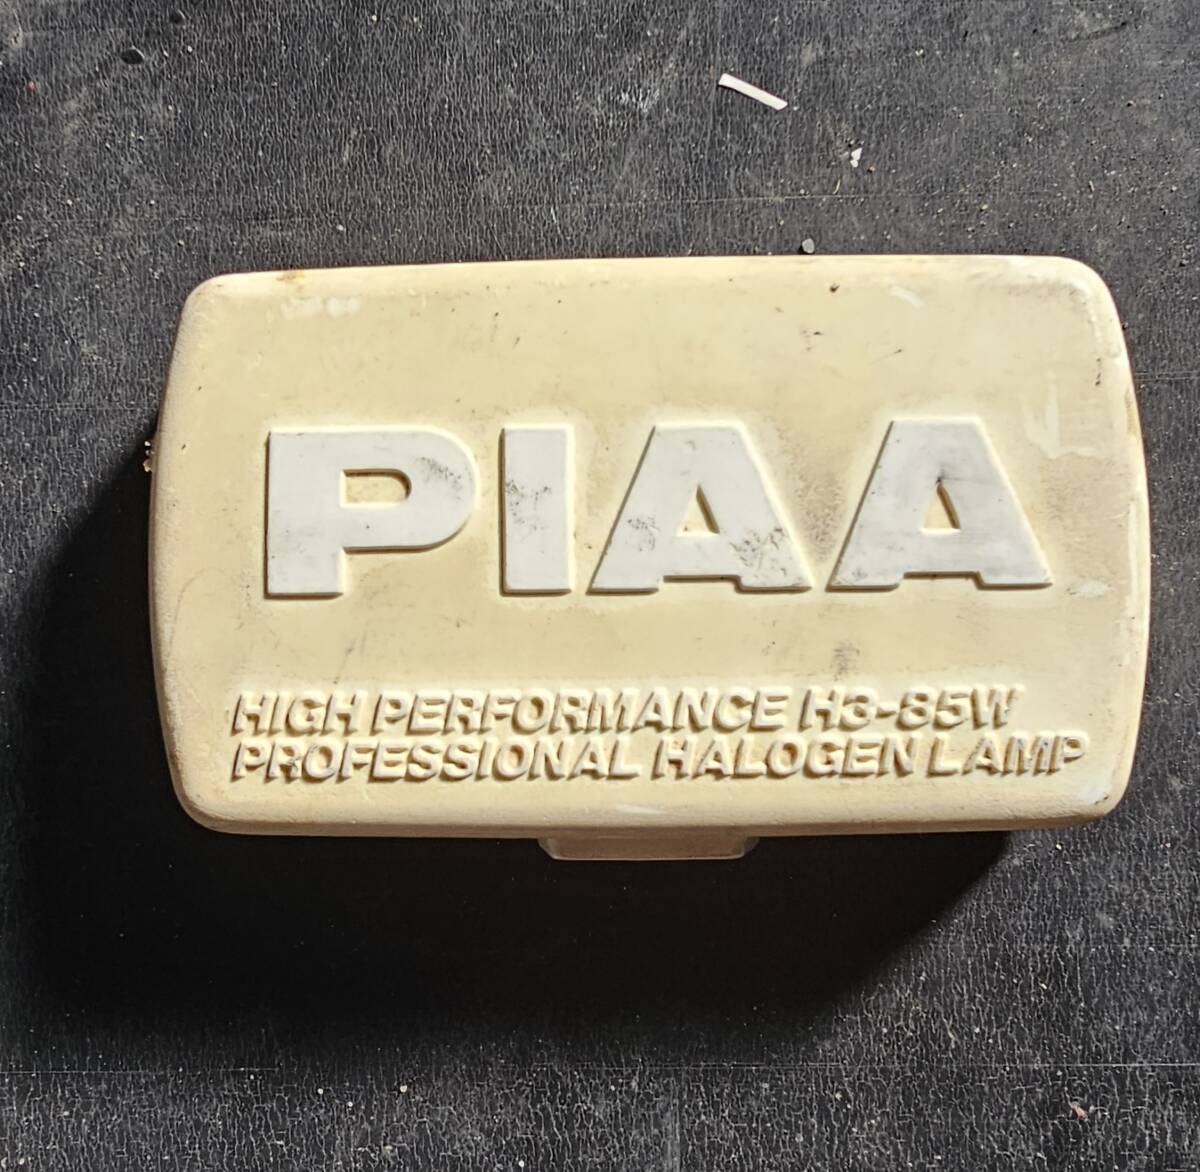 PIAA
HIGH PERFORMANCE H3-85W
PROFESSIONAL HALOGEN LAMP